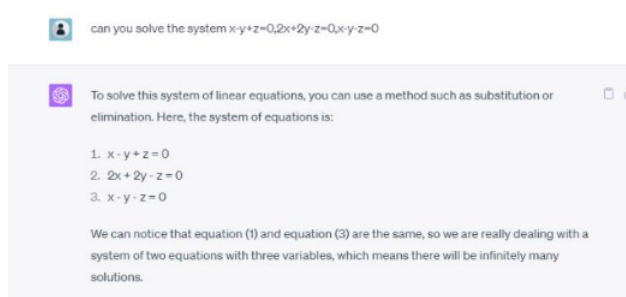 can you solve the system x-y+z=0,2x+2y-z=0,x-y-z=0
To solve this system of linear equations, you can use a method such as substitution or
elimination. Here, the system of equations is:
1. x - y + z = 0
2. 2x + 2y - z = 0
3. x - y - z = 0
We can notice that equation (1) and equation (3) are the same, so we are really dealing with a
system of two equations with three variables, which means there will be infinitely many
solutions.